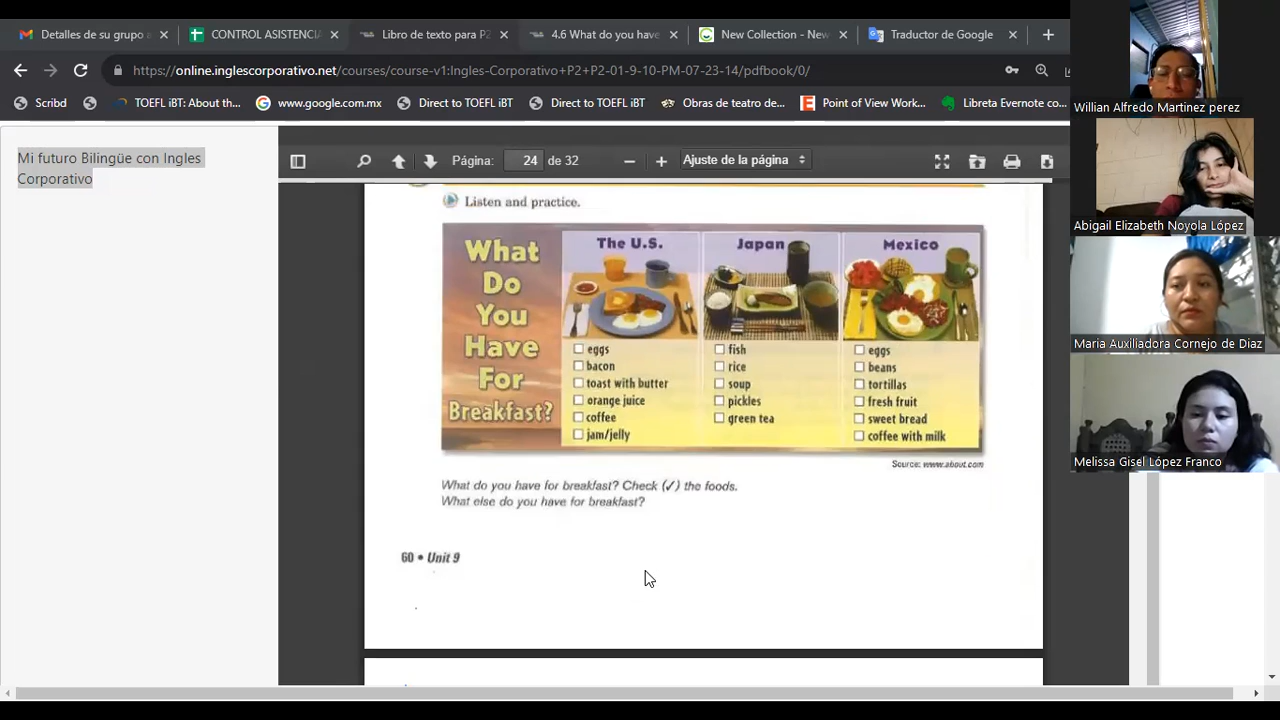 Detalles de su grupo a
CONTROL ASISTENCIA
Libro de texto para P2
4.6 What do you have
New Collection - New
Traductor de Google
https://online.inglescorporativo.net/courses/course-v1:Ingles-Corporativo+P2+P2-01-9-10-PM-07-23-14/pdfbook/0/
Scribd
TOEFL iBT: About th...
www.google.com.mx
Direct to TOEFL iBT
Direct to TOEFL iBT
Obras de teatro de...
Point of View Work...
Libreta Evernote co...
Mi futuro Bilingüe con Ingles
Corporativo
Página: 24 de 32
Ajuste de la página
Listen and practice.
What
Do
You
Have
For
Breakfast?
The U.S.
eggs
bacon
toast with butter
orange juice
coffee
jam/jelly
Japan
fish
rice
soup
pickles
green tea
Mexico
eggs
beans
tortillas
fresh fruit
sweet bread
coffee with milk
Source: www.about.com
What do you have for breakfast? Check (✓) the foods.
What else do you have for breakfast?
60 • Unit 9
Willian Alfredo Martinez perez
Abigail Elizabeth Noyola López
Maria Auxiliadora Cornejo de Diaz
Melissa Gisel López Franco